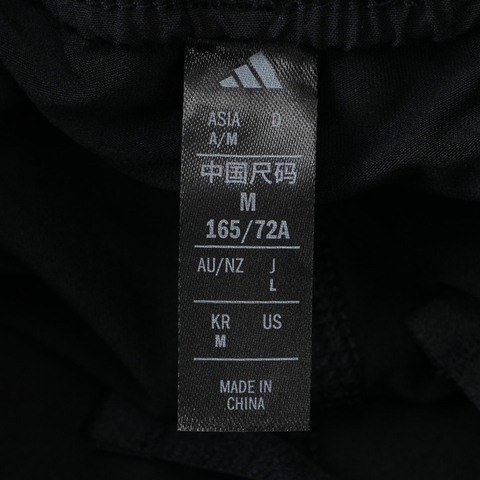 ASIA D
A/M
中国尺码
M
165/72A
AU/NZ J
L
KR US
M
MADE IN
CHINA